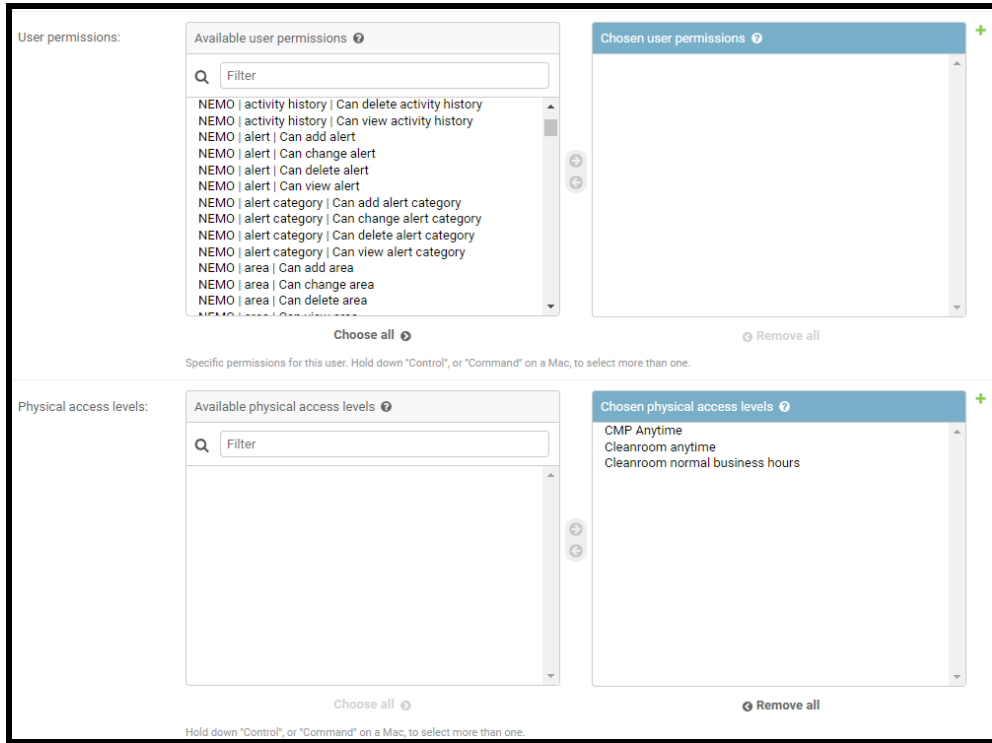 User permissions:
Available user permissions
Chosen user permissions
Filter
NEMO | activity history | Can delete activity history
NEMO | activity history | Can view activity history
NEMO | alert | Can add alert
NEMO | alert | Can change alert
NEMO | alert | Can delete alert
NEMO | alert | Can view alert
NEMO | alert category | Can add alert category
NEMO | alert category | Can change alert category
NEMO | alert category | Can delete alert category
NEMO | alert category | Can view alert category
NEMO | area | Can add area
NEMO | area | Can change area
NEMO | area | Can delete area
NEMO | area | Can view area
Choose all
Remove all
Specific permissions for this user. Hold down "Control", or "Command" on a Mac, to select more than one.
Physical access levels:
Available physical access levels
Chosen physical access levels
Filter
CMP Anytime
Cleanroom anytime
Cleanroom normal business hours
Choose all
Remove all
Hold down "Control", or "Command" on a Mac, to select more than one.